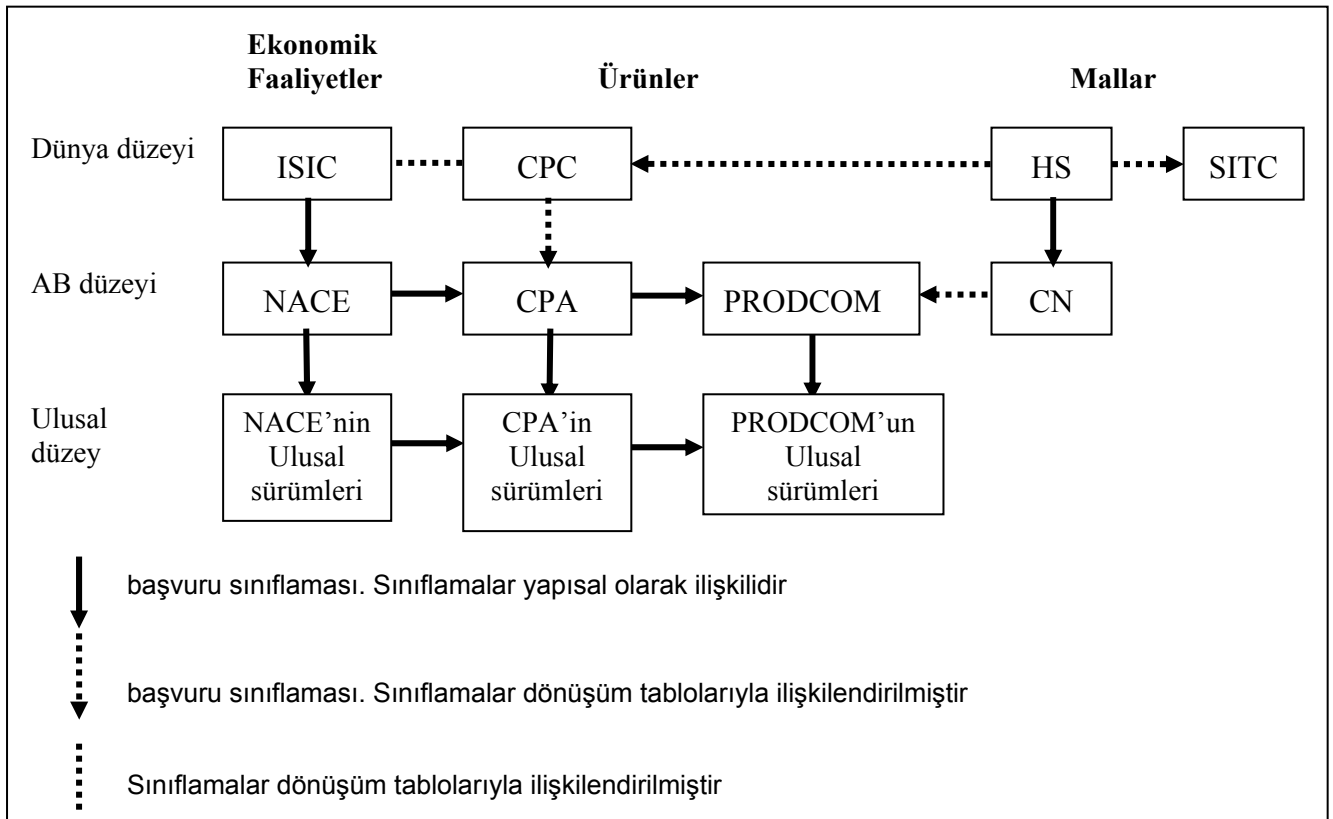 Ekonomik
Faaliyetler
Ürünler
Mallar
Dünya düzeyi
ISIC
CPC
HS
SITC
AB düzeyi
NACE
CPA
PRODCOM
CN
Ulusal
düzey
NACE’nin
Ulusal
sürümleri
CPA’in
Ulusal
sürümleri
PRODCOM’un
Ulusal
sürümleri
başvuru sınıflaması. Sınıflamalar yapısal olarak ilişkilidir
başvuru sınıflaması. Sınıflamalar dönüşüm tablolarıyla ilişkilendirilmiştir
Sınıflamalar dönüşüm tablolarıyla ilişkilendirilmiştir